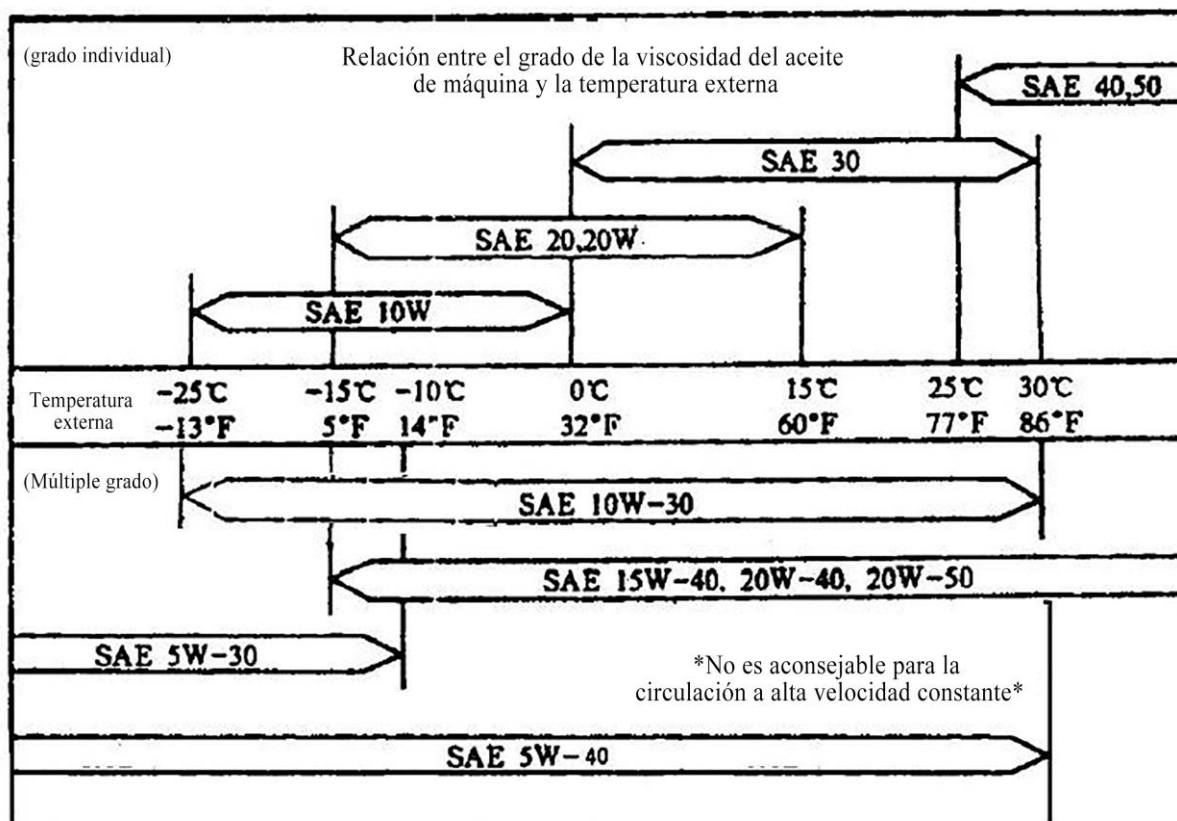 (grado individual)
Relación entre el grado de la viscosidad del aceite
de máquina y la temperatura externa
SAE 40,50
SAE 30
SAE 20,20W
SAE 10W
Temperatura
externa
-25℃ -15℃ -10℃ 0℃ 15℃ 25℃ 30℃
-13°F 5°F 14°F 32°F 60°F 77°F 86°F
(Múltiple grado)
SAE 10W-30
SAE 15W-40, 20W-40, 20W-50
SAE 5W-30
*No es aconsejable para la
circulación a alta velocidad constante*
SAE 5W-40